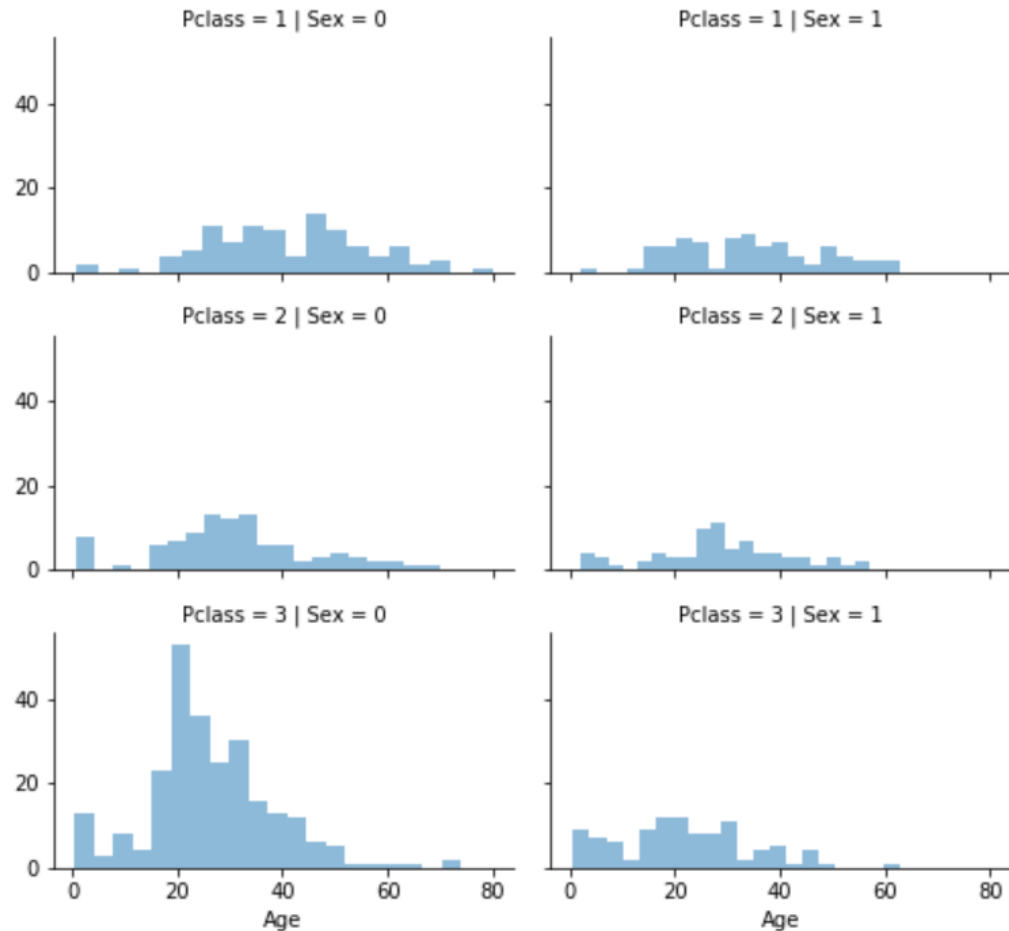 Pclass = 1 | Sex = 0
Pclass = 1 | Sex = 1
40
20
0
Pclass = 2 | Sex = 0
Pclass = 2 | Sex = 1
40
20
0
Pclass = 3 | Sex = 0
Pclass = 3 | Sex = 1
40
20
0
0 20 40 60 80
0 20 40 60 80
Age
Age